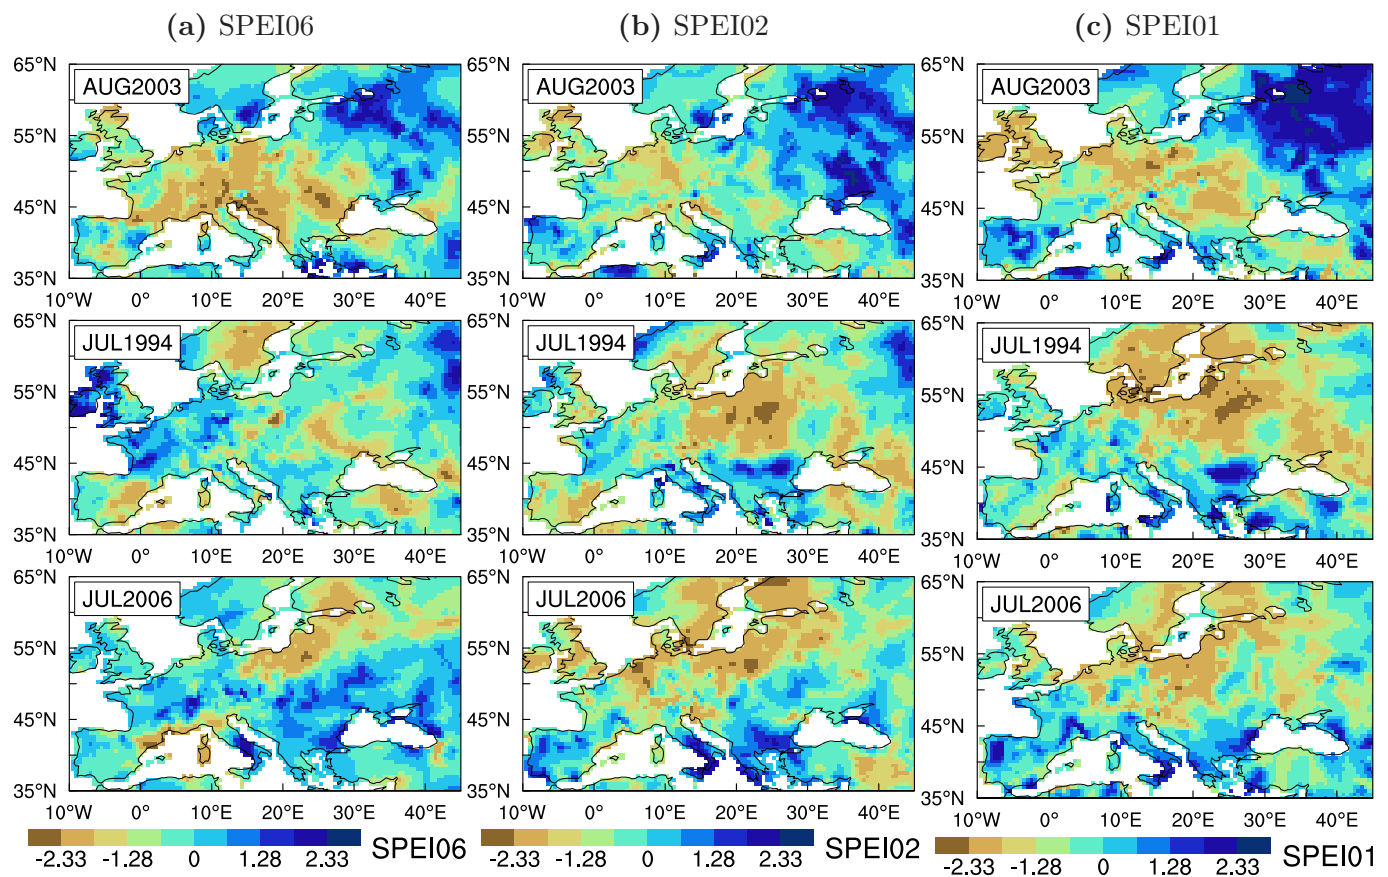 (a) SPEI06 (b) SPEI02 (c) SPEI01
65°N 65°N 65°N
AUG2003 AUG2003 AUG2003
55°N 55°N 55°N
45°N 45°N 45°N
35°N 35°N 35°N
10°W 0° 10°E 20°E 30°E 40°E 10°W 0° 10°E 20°E 30°E 40°E 10°W 0° 10°E 20°E 30°E 40°E
65°N 65°N 65°N
JUL1994 JUL1994 JUL1994
55°N 55°N 55°N
45°N 45°N 45°N
35°N 35°N 35°N
10°W 0° 10°E 20°E 30°E 40°E 10°W 0° 10°E 20°E 30°E 40°E 10°W 0° 10°E 20°E 30°E 40°E
65°N 65°N 65°N
JUL2006 JUL2006 JUL2006
55°N 55°N 55°N
45°N 45°N 45°N
35°N 35°N 35°N
10°W 0° 10°E 20°E 30°E 40°E 10°W 0° 10°E 20°E 30°E 40°E 10°W 0° 10°E 20°E 30°E 40°E
-2.33 -1.28 0 1.28 2.33 SPEI06 -2.33 -1.28 0 1.28 2.33 SPEI02 -2.33 -1.28 0 1.28 2.33 SPEI01